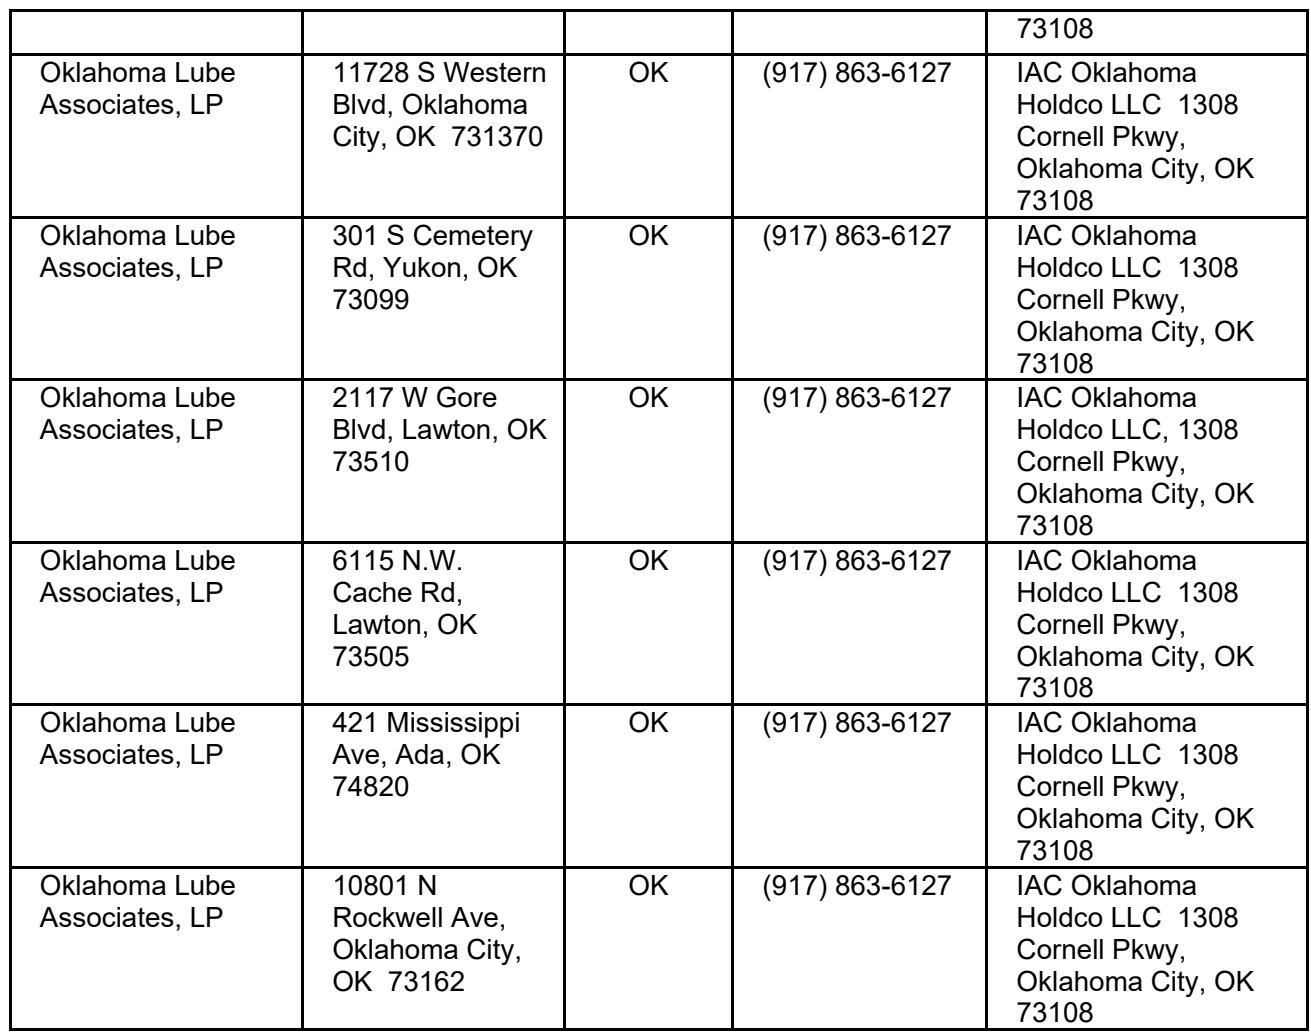 73108
Oklahoma Lube
Associates, LP
11728 S Western
Blvd, Oklahoma
City, OK  731370
OK
(917) 863-6127
IAC Oklahoma
Holdco LLC  1308
Cornell Pkwy,
Oklahoma City, OK
73108
Oklahoma Lube
Associates, LP
301 S Cemetery
Rd, Yukon, OK
73099
OK
(917) 863-6127
IAC Oklahoma
Holdco LLC  1308
Cornell Pkwy,
Oklahoma City, OK
73108
Oklahoma Lube
Associates, LP
2117 W Gore
Blvd, Lawton, OK
73510
OK
(917) 863-6127
IAC Oklahoma
Holdco LLC, 1308
Cornell Pkwy,
Oklahoma City, OK
73108
Oklahoma Lube
Associates, LP
6115 N.W.
Cache Rd,
Lawton, OK
73505
OK
(917) 863-6127
IAC Oklahoma
Holdco LLC  1308
Cornell Pkwy,
Oklahoma City, OK
73108
Oklahoma Lube
Associates, LP
421 Mississippi
Ave, Ada, OK
74820
OK
(917) 863-6127
IAC Oklahoma
Holdco LLC  1308
Cornell Pkwy,
Oklahoma City, OK
73108
Oklahoma Lube
Associates, LP
10801 N
Rockwell Ave,
Oklahoma City,
OK  73162
OK
(917) 863-6127
IAC Oklahoma
Holdco LLC  1308
Cornell Pkwy,
Oklahoma City, OK
73108